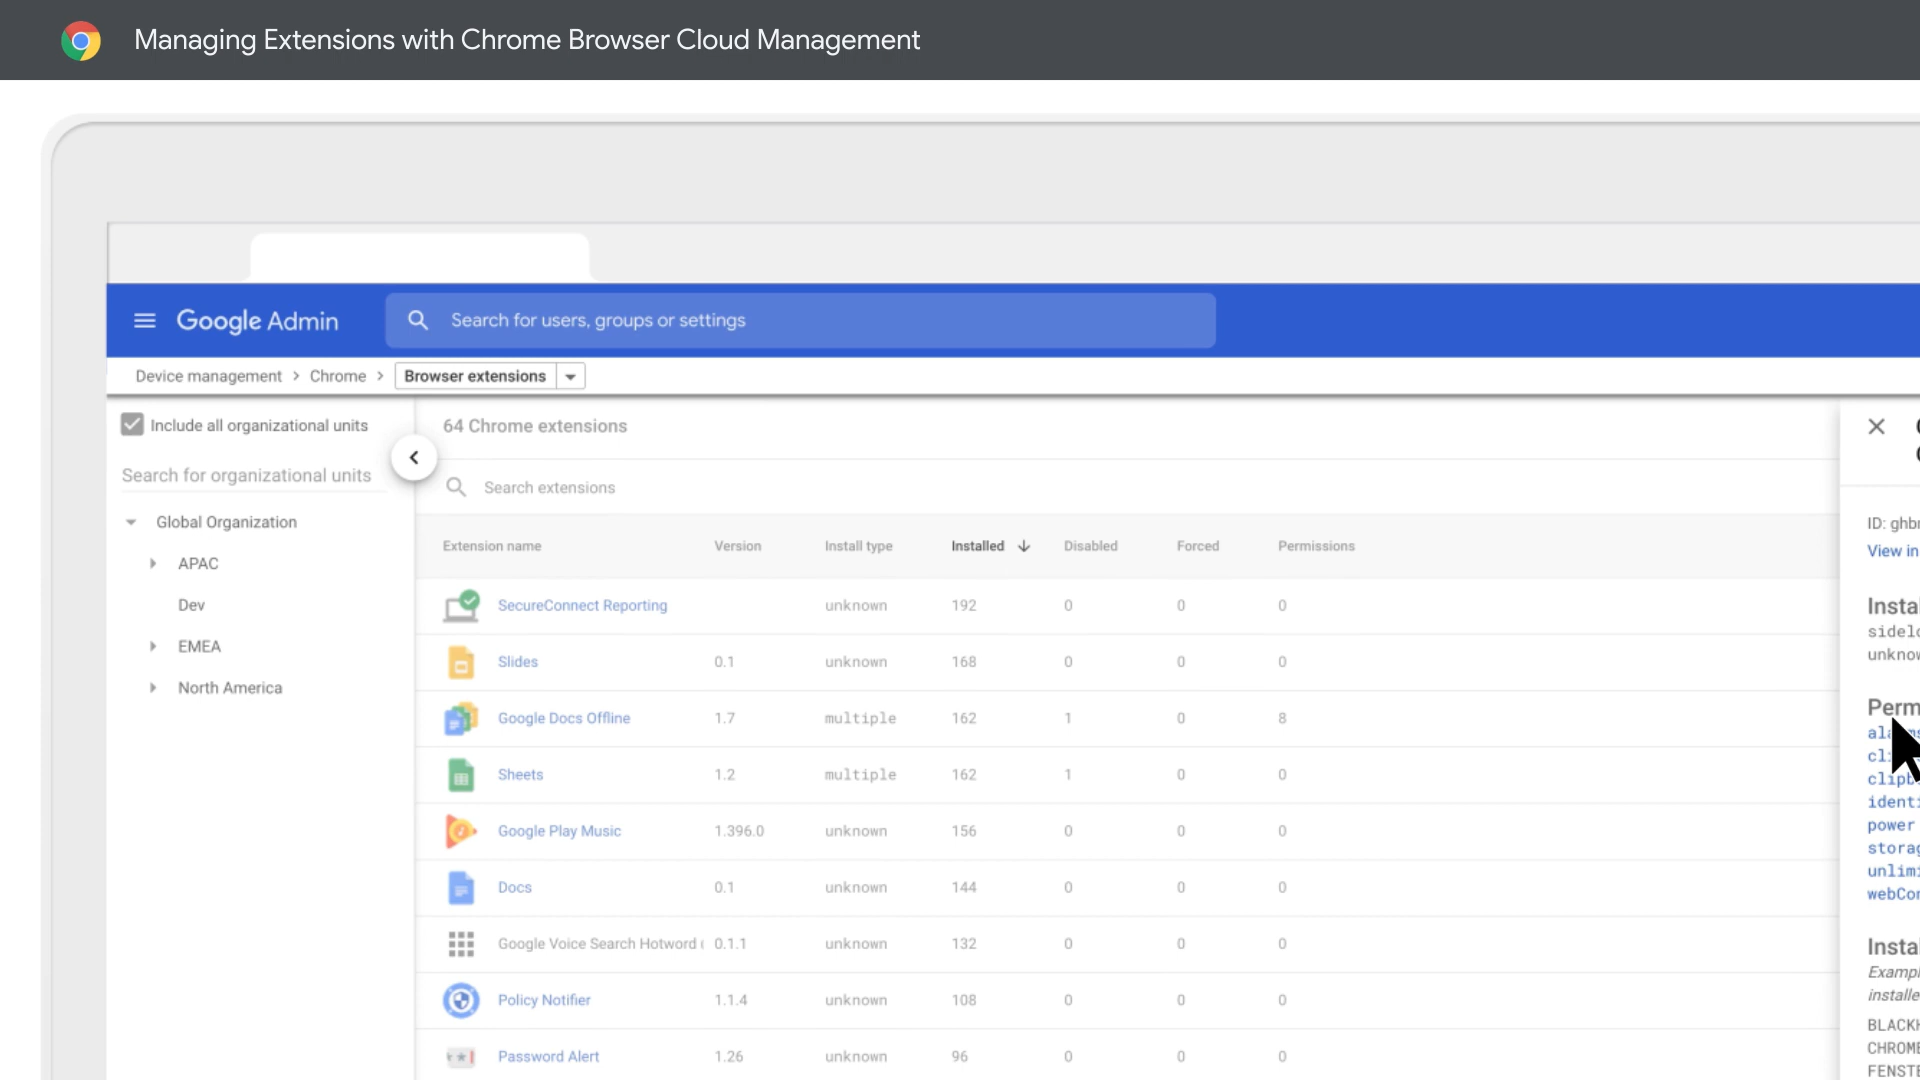 Managing Extensions with Chrome Browser Cloud Management
Google Admin
Search for users, groups or settings
Device management > Chrome > Browser extensions
Include all organizational units
Search for organizational units
Global Organization
APAC
Dev
EMEA
North America
64 Chrome extensions
Search extensions
Extension name Version Install type Installed Disabled Forced Permissions
SecureConnect Reporting unknown 192 0 0 0
Slides 0.1 unknown 168 0 0 0
Google Docs Offline 1.7 multiple 162 1 0 8
Sheets 1.2 multiple 162 1 0 0
Google Play Music 1.396.0 unknown 156 0 0 0
Docs 0.1 unknown 144 0 0 0
Google Voice Search Hotword 0.1.1 unknown 132 0 0 0
Policy Notifier 1.1.4 unknown 108 0 0 0
Password Alert 1.26 unknown 96 0 0 0
ID:
View in
power